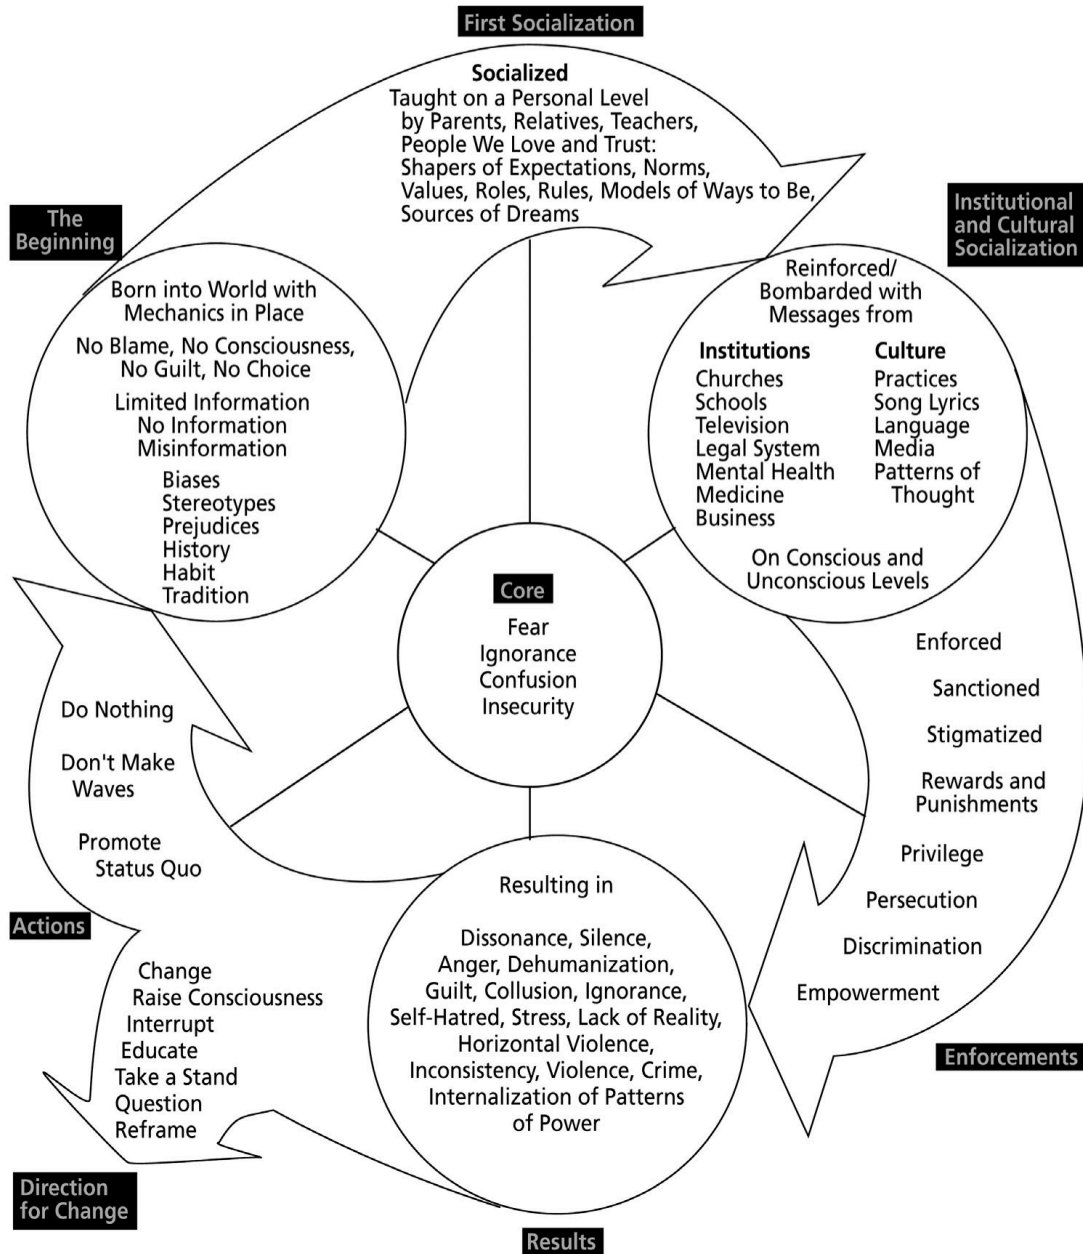 First Socialization
Socialized
Taught on a Personal Level
by Parents, Relatives, Teachers,
People We Love and Trust:
Shapers of Expectations, Norms,
Values, Roles, Rules, Models of Ways to Be,
Sources of Dreams
The
Beginning
Born into World with
Mechanics in Place
No Blame, No Consciousness,
No Guilt, No Choice
Limited Information
No Information
Misinformation
Biases
Stereotypes
Prejudices
History
Habit
Tradition
Institutional
and Cultural
Socialization
Reinforced/
Bombarded with
Messages from
Institutions
Churches
Schools
Television
Legal System
Mental Health
Medicine
Business
Culture
Practices
Song Lyrics
Language
Media
Patterns of
Thought
On Conscious and
Unconscious Levels
Core
Fear
Ignorance
Confusion
Insecurity
Enforced
Sanctioned
Stigmatized
Rewards and
Punishments
Privilege
Persecution
Discrimination
Empowerment
Enforcements
Resulting in
Dissonance, Silence,
Anger, Dehumanization,
Guilt, Collusion, Ignorance,
Self-Hatred, Stress, Lack of Reality,
Horizontal Violence,
Inconsistency, Violence, Crime,
Internalization of Patterns
of Power
Results
Do Nothing
Don't Make
Waves
Promote
Status Quo
Actions
Change
Raise Consciousness
Interrupt
Educate
Take a Stand
Question
Reframe
Direction
for Change